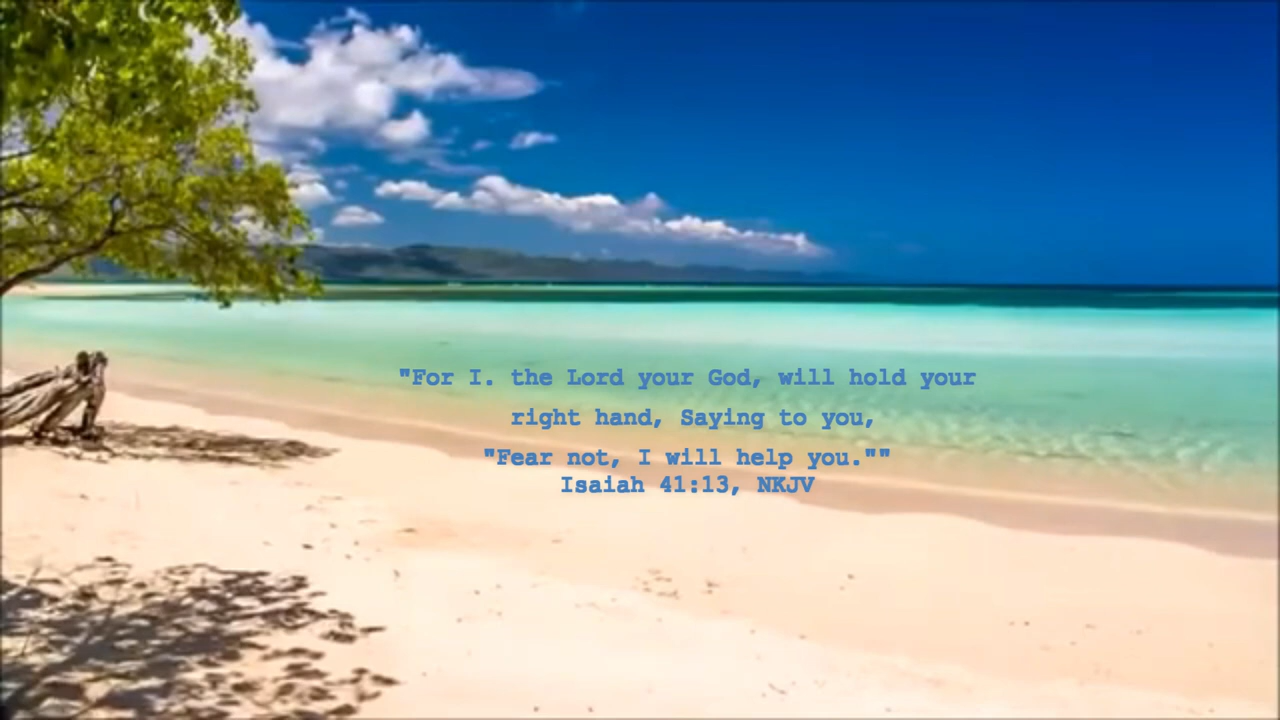 "For I. the Lord your God, will hold your
right hand, Saying to you,
"Fear not, I will help you.""
Isaiah 41:13, NKJV